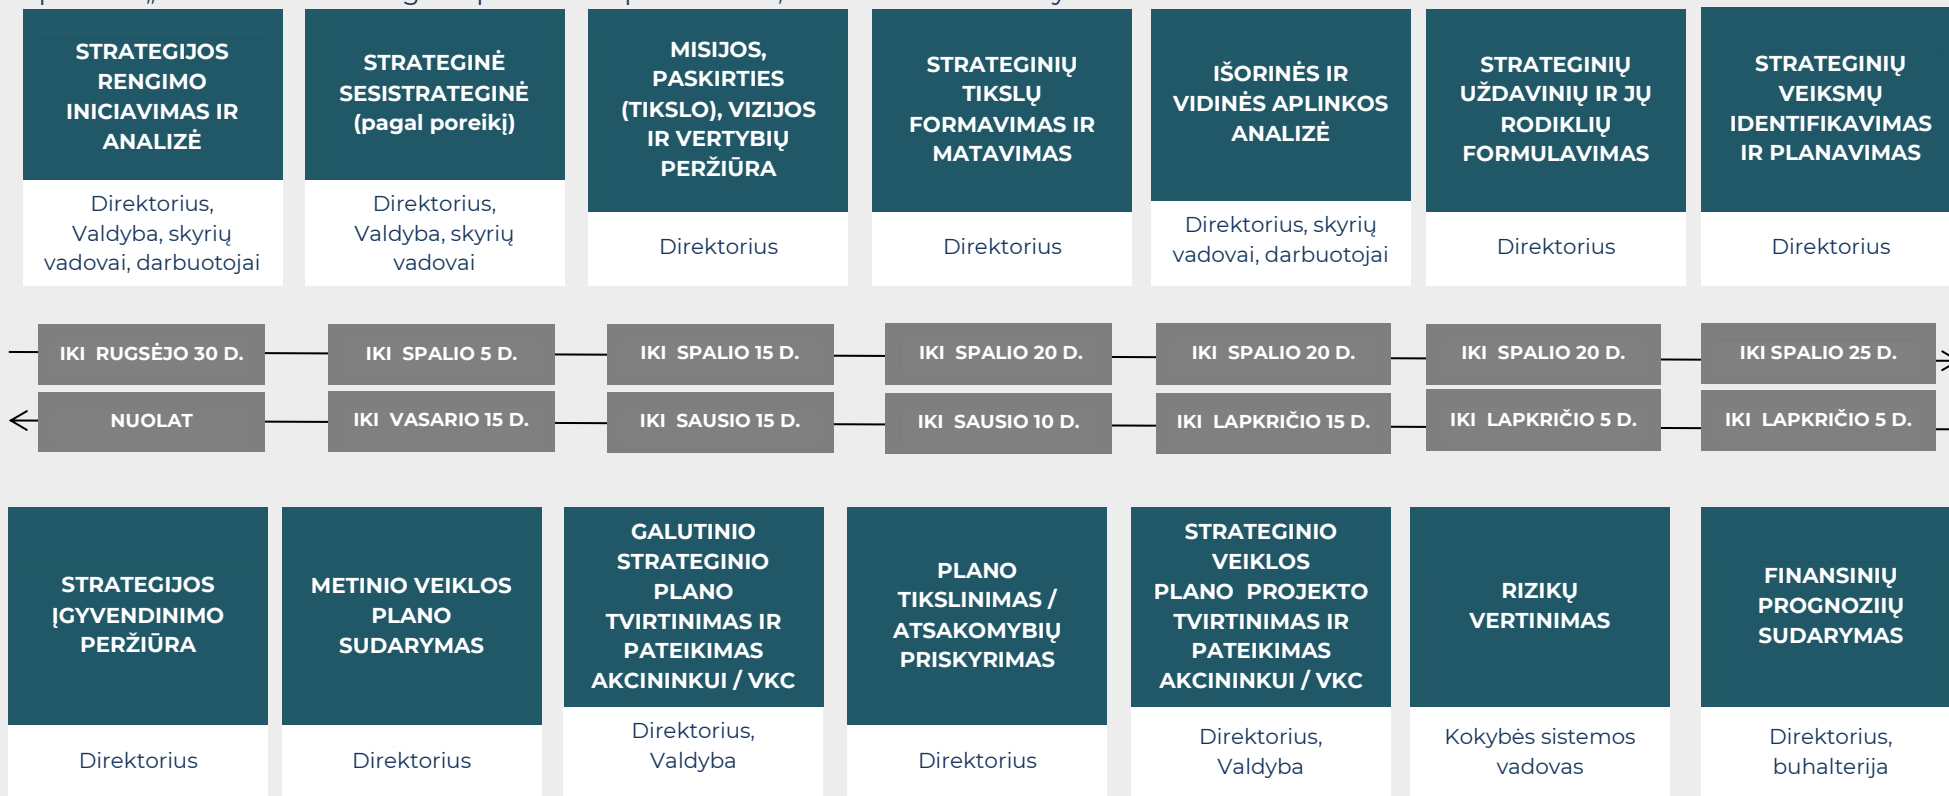 STRATEGIJOS
RENGIMO
INICIAVIMAS IR
ANALIZĖ
Direktorius,
Valdyba, skyrių
vadovai, darbuotojai
STRATEGINĖ
SESISTRATEGINĖ
(pagal poreikį)
Direktorius,
Valdyba, skyrių
vadovai
MISIJOS,
PASKIRTIES
(TIKSLO), VIZIJOS
IR VERTYBIŲ
PERŽIŪRA
Direktorius
STRATEGINIŲ
TIKSLŲ
FORMAVIMAS IR
MATAVIMAS
Direktorius
IŠORINĖS IR
VIDINĖS APLINKOS
ANALIZĖ
Direktorius, skyrių
vadovai, darbuotojai
STRATEGINIŲ
UŽDAVINIŲ IR JŲ
RODIKLIŲ
FORMULAVIMAS
Direktorius
STRATEGINIŲ
VEIKSMŲ
IDENTIFIKAVIMAS
IR PLANAVIMAS
Direktorius
IKI RUGSĖJO 30 D.
IKI SPALIO 5 D.
IKI SPALIO 15 D.
IKI SPALIO 20 D.
IKI SPALIO 20 D.
IKI SPALIO 20 D.
IKI SPALIO 25 D.
NUOLAT
IKI VASARIO 15 D.
IKI SAUSIO 15 D.
IKI SAUSIO 10 D.
IKI LAPKRIČIO 15 D.
IKI LAPKRIČIO 5 D.
IKI LAPKRIČIO 5 D.
STRATEGIJOS
ĮGYVENDINIMO
PERŽIŪRA
Direktorius
METINIO VEIKLOS
PLANO
SUDARYMAS
Direktorius
GALUTINIO
STRATEGINIO
PLANO
TVIRTINIMAS IR
PATEIKIMAS
AKCININKUI / VKC
Direktorius,
Valdyba
PLANO
TIKSLINIMAS /
ATSAKOMYBIŲ
PRISKYRIMAS
Direktorius
STRATEGINIO
VEIKLOS
PLANO PROJEKTO
TVIRTINIMAS IR
PATEIKIMAS
AKCININKUI / VKC
Direktorius,
Valdyba
RIZIKŲ
VERTINIMAS
Kokybės sistemos
vadovas
FINANSINIŲ
PROGNOZIIŲ
SUDARYMAS
Direktorius,
buhalterija